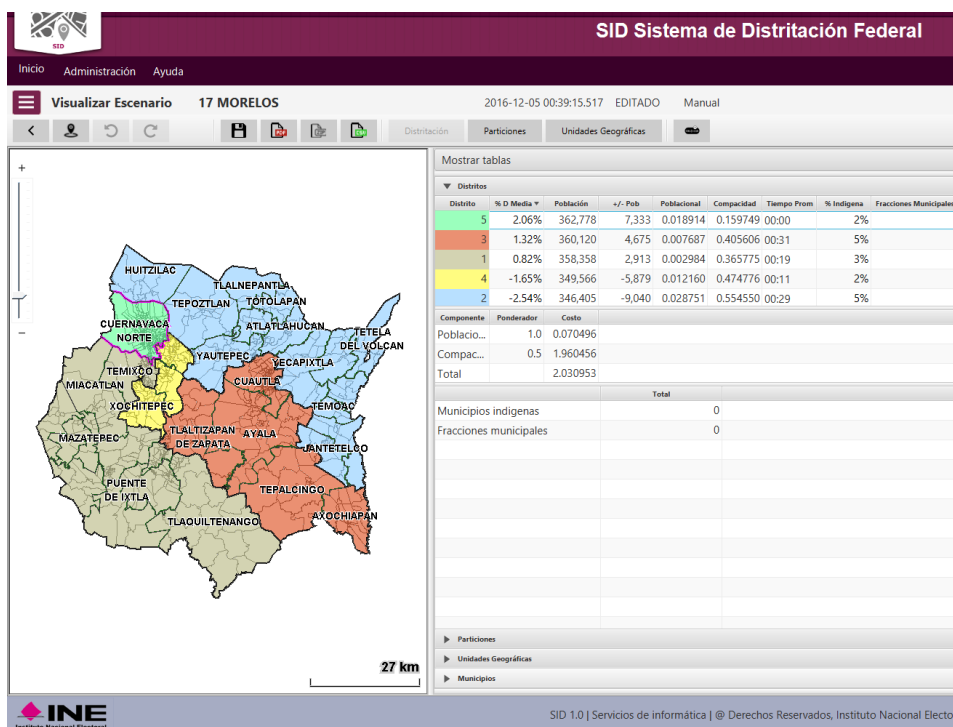 SID
SID Sistema de Distritación Federal
Inicio Administración Ayuda
Visualizar Escenario 17 MORELOS 2016-12-05 00:39:15.517 EDITADO Manual
Distritación Particiones Unidades Geográficas
+
−
HUITZILAC
TLALNEPANTLA
TEPOZTLAN TOTOLAPAN
CUERNAVACA
NORTE
ATLATLAHUCAN
TETELA
DEL VOLCAN
YAUTEPEC YECAPIXTLA
TEMIXCO
MIACATLAN
CUAUTLA
XOCHITEPEC
TEMOAC
MAZATEPEC
TLALTIZAPAN
DE ZAPATA
AYALA
JANTETELCO
PUENTE
DE IXTLA
TEPALCINGO
TLAQUILTENANGO
AXOCHIAPAN
27 km
Mostrar tablas
Distritos
Distrito % D Media Población +/- Pob Poblacional Compacidad Tiempo Prom % Indigena Fracciones Municipales
5 2.06% 362,778 7,333 0.018914 0.159749 00:00 2%
3 1.32% 360,120 4,675 0.007687 0.405606 00:31 5%
1 0.82% 358,358 2,913 0.002984 0.365775 00:19 3%
4 -1.65% 349,566 -5,879 0.012160 0.474776 00:11 2%
2 -2.54% 346,405 -9,040 0.028751 0.554550 00:29 5%
Componente Ponderador Costo
Poblacio... 1.0 0.070496
Compac... 0.5 1.960456
Total 2.030953
Total
Municipios indigenas 0
Fracciones municipales 0
Particiones
Unidades Geográficas
Municipios
INE
Instituto Nacional Electoral
SID 1.0 | Servicios de informática | @ Derechos Reservados, Instituto Nacional Electo